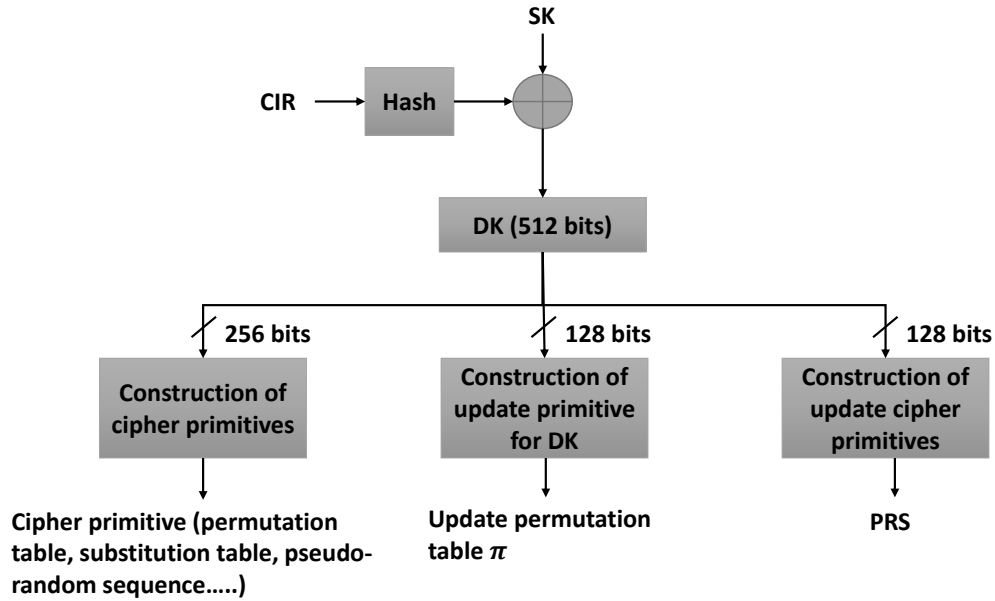 SK
CIR
Hash
DK (512 bits)
256 bits
128 bits
128 bits
Construction of
cipher primitives
Construction of
update primitive
for DK
Construction of
update cipher
primitives
Cipher primitive (permutation
table, substitution table, pseudo-
random sequence.....)
Update permutation
table π
PRS